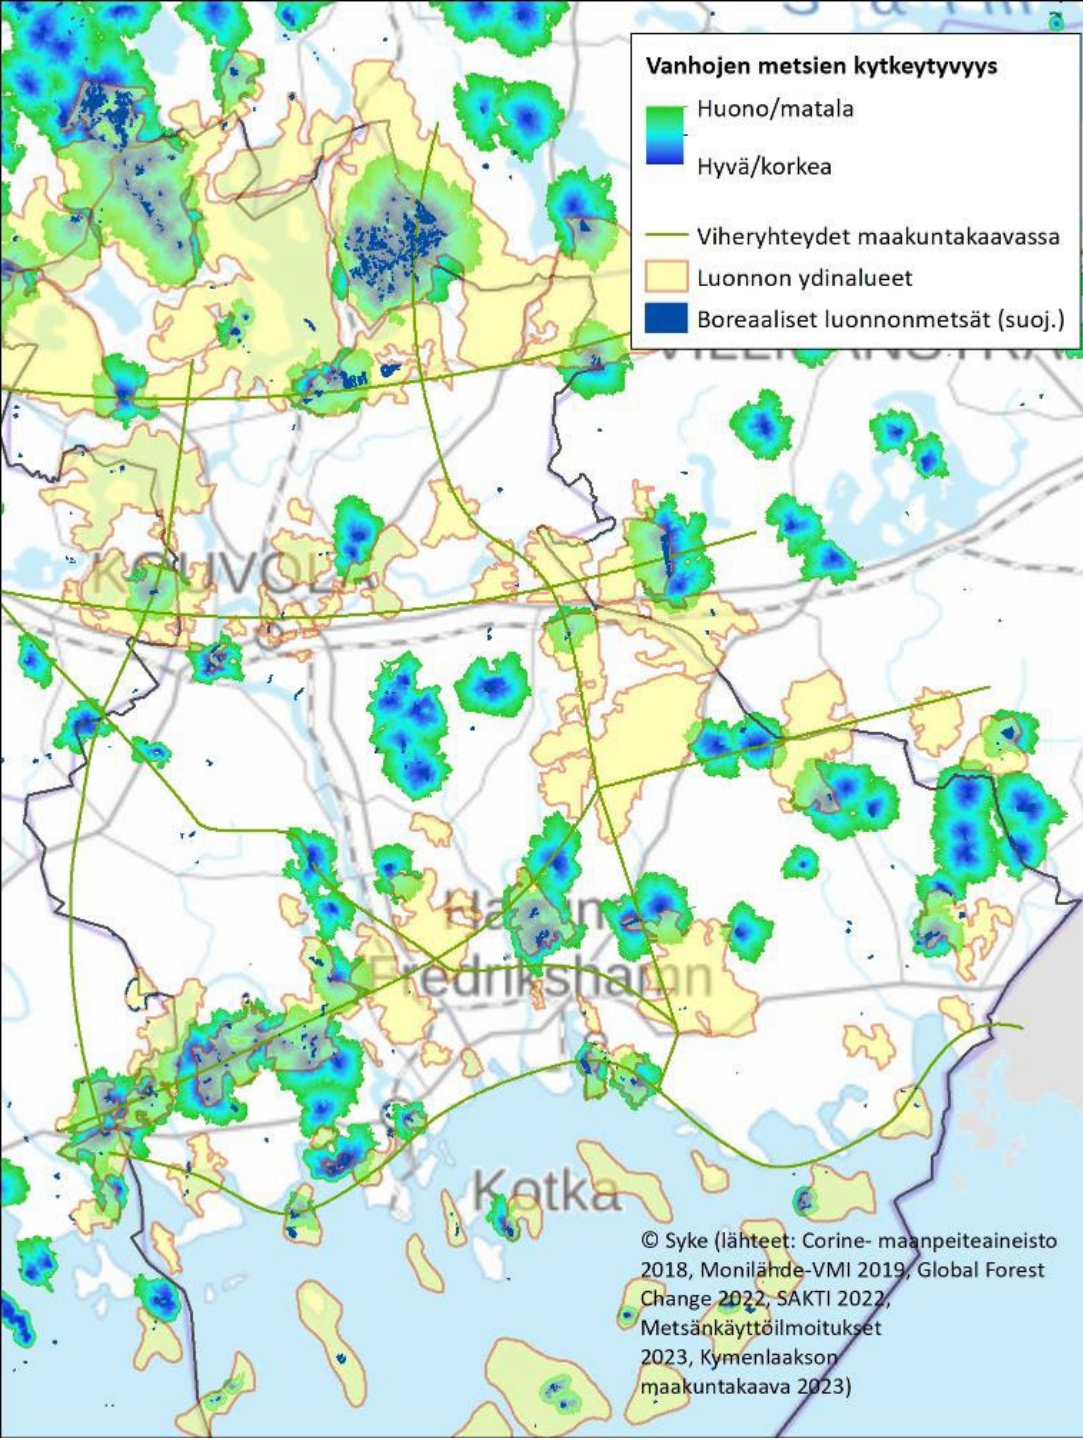 Vanhojen metsien kytkeytyvyys
Huono/matala
Hyvä/korkea
Viheryhteydet maakuntakaavassa
Luonnon ydinalueet
Boreaaliset luonnonmetsät (suoj.)
KOUVOLA
Fredrikshamn
Kotka
© Syke (lähteet: Corine- maanpeiteaineisto
2018, Monilähde-VMI 2019, Global Forest
Change 2022, SAKTI 2022,
Metsänkäyttöilmoitukset
2023, Kymenlaakson
maakuntakaava 2023)